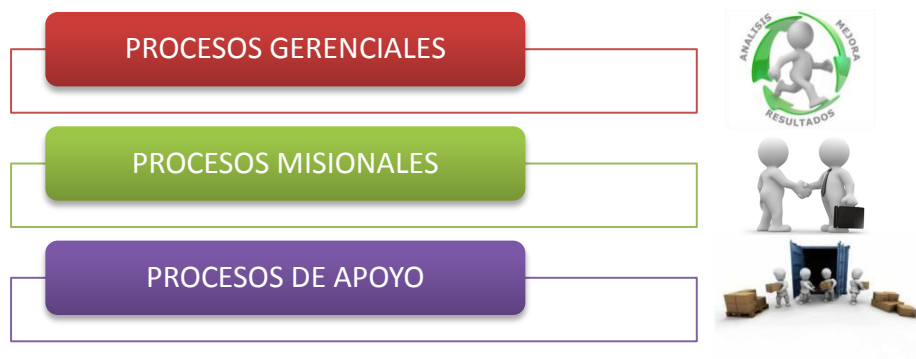 PROCESOS GERENCIALES
ANALISIS
MEJORA
RESULTADOS
PROCESOS MISIONALES
PROCESOS DE APOYO